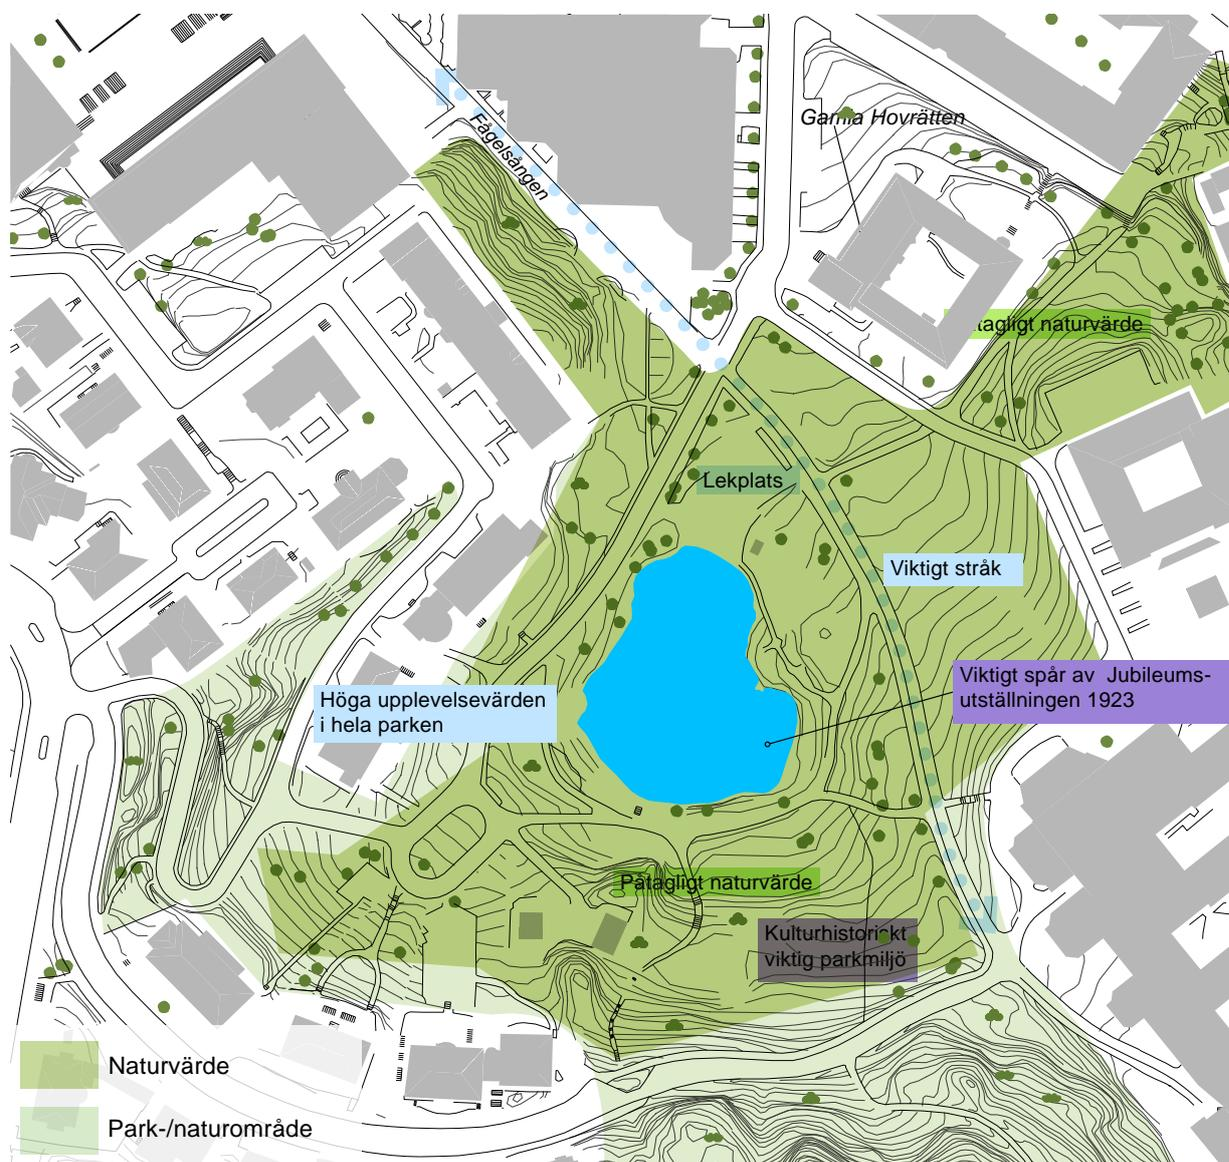 Gamla Hovrätten
Fågelsången
tagligt naturvärde
Lekplats
Viktigt stråk
Viktigt spår av Jubileums-
utställningen 1923
Höga upplevelsevärden
i hela parken
Påtagligt naturvärde
Kulturhistoriskt
viktig parkmiljö
Naturvärde
Park-/naturområde